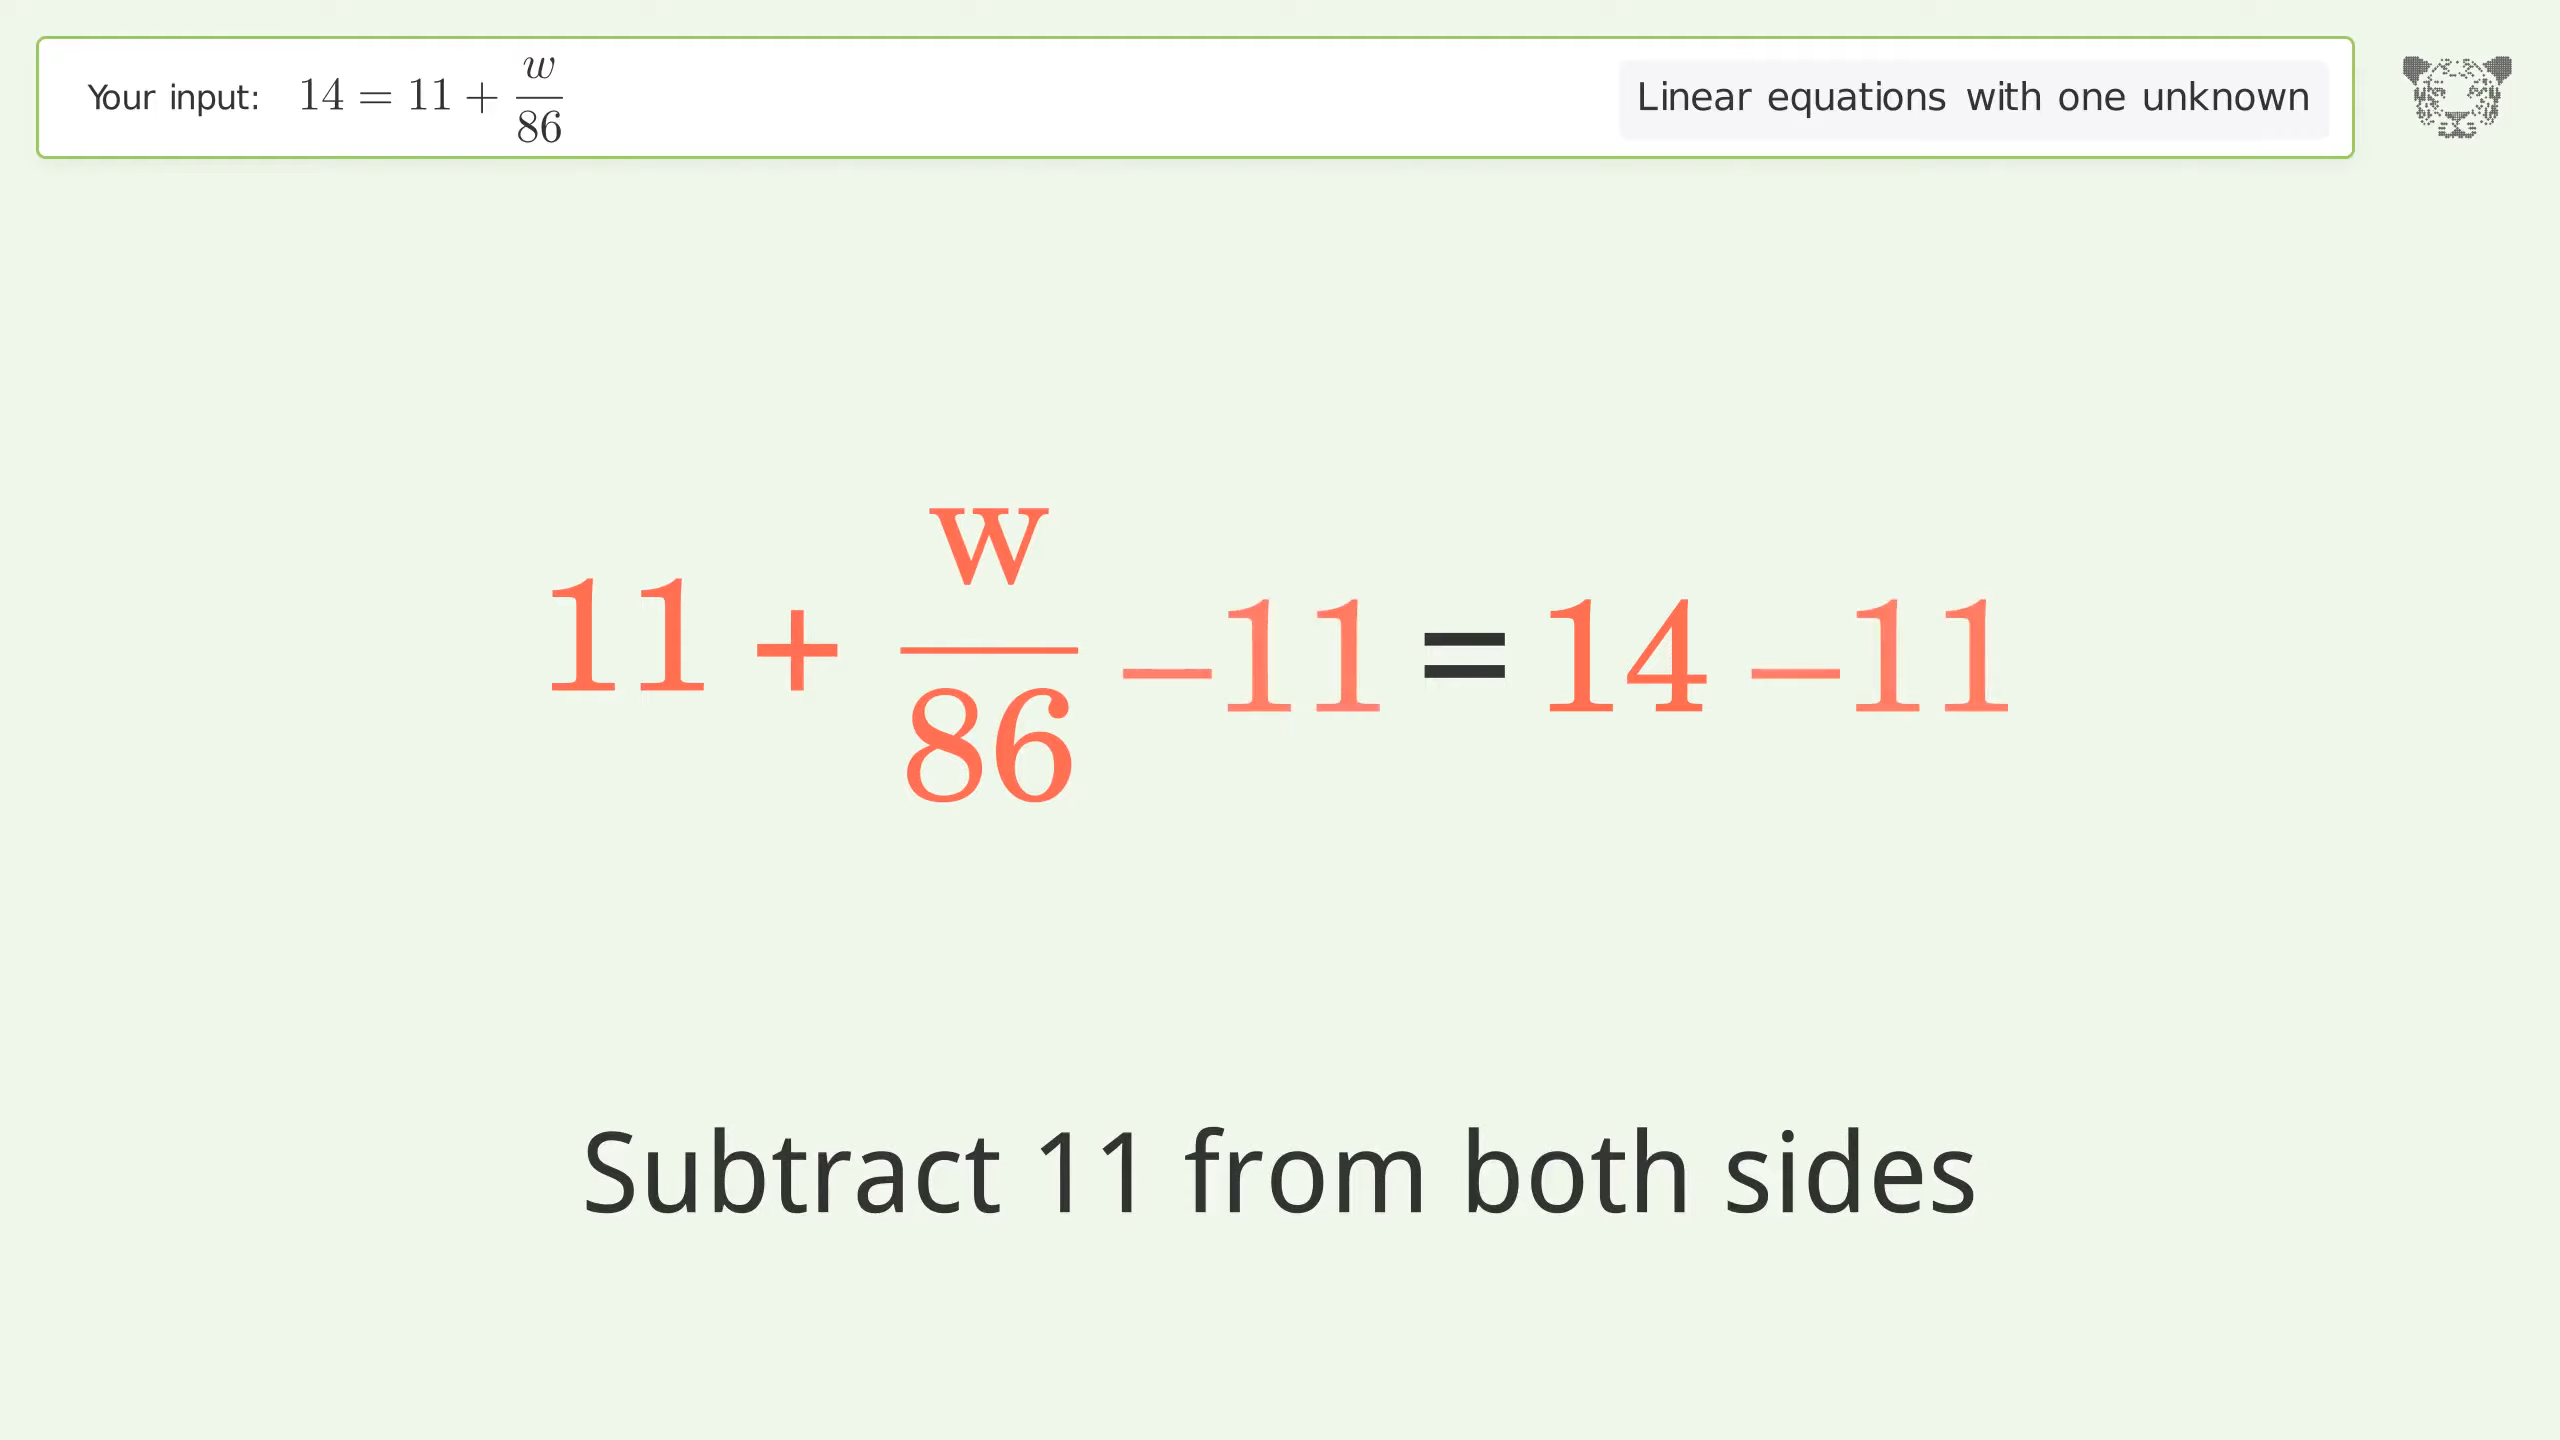 Your input: 14 = 11 + w/86
Linear equations with one unknown
11 + w/86 −11 = 14 −11
Subtract 11 from both sides